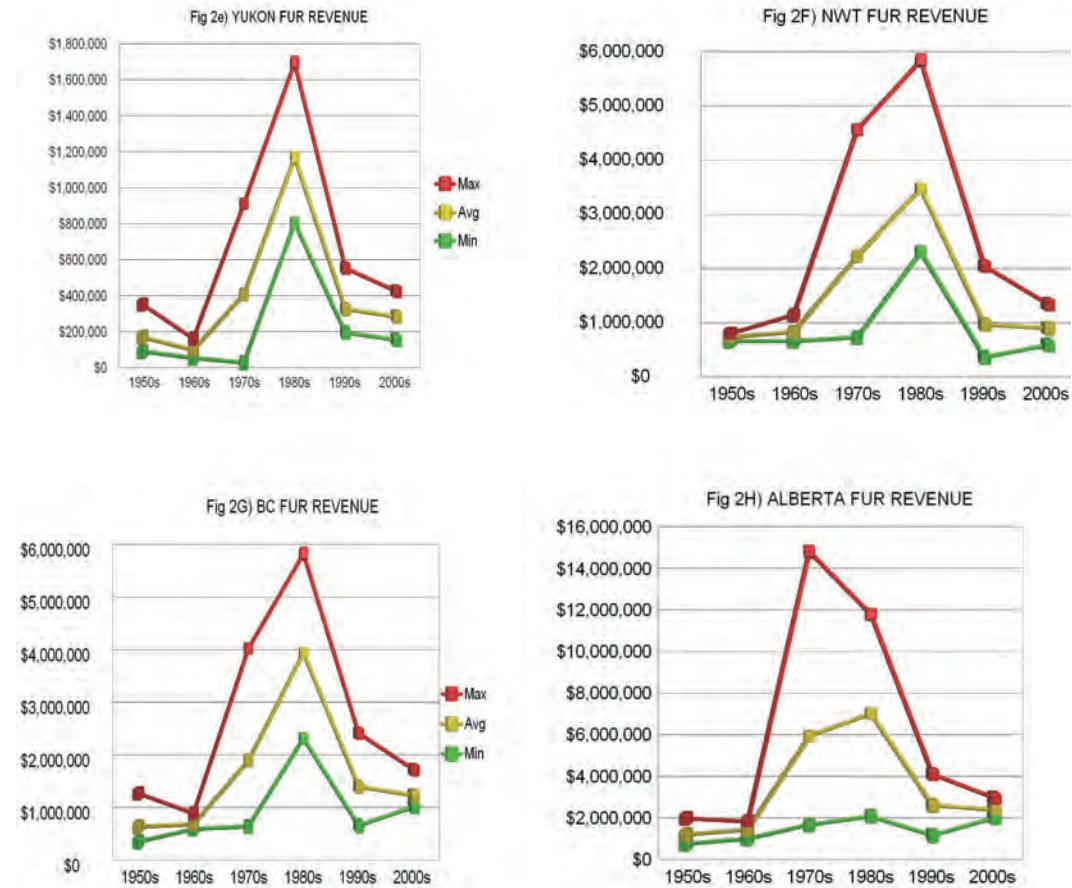 Fig 2e) YUKON FUR REVENUE
$1,800,000
$1,600,000
$1,400,000
$1,200,000
$1,000,000
$800,000
$600,000
$400,000
$200,000
$0
1950s 1960s 1970s 1980s 1990s 2000s
Max
Avg
Min
Fig 2F) NWT FUR REVENUE
$6,000,000
$5,000,000
$4,000,000
$3,000,000
$2,000,000
$1,000,000
$0
1950s 1960s 1970s 1980s 1990s 2000s
Fig 2G) BC FUR REVENUE
$6,000,000
$5,000,000
$4,000,000
$3,000,000
$2,000,000
$1,000,000
$0
1950s 1960s 1970s 1980s 1990s 2000s
Max
Avg
Min
Fig 2H) ALBERTA FUR REVENUE
$16,000,000
$14,000,000
$12,000,000
$10,000,000
$8,000,000
$6,000,000
$4,000,000
$2,000,000
$0
1950s 1960s 1970s 1980s 1990s 2000s